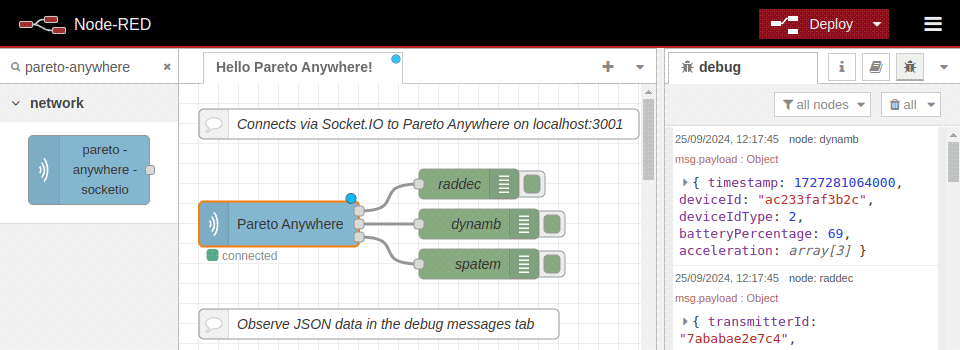 Node-RED
Deploy
pareto-anywhere
network
pareto -
anywhere -
socketio
Hello Pareto Anywhere!
Connects via Socket.IO to Pareto Anywhere on localhost:3001
Pareto Anywhere
connected
raddec
dynamb
spatem
Observe JSON data in the debug messages tab
debug
i
all nodes
all
25/09/2024, 12:17:45 node: dynamb
msg.payload : Object
{ timestamp: 1727281064000,
deviceId: "ac233faf3b2c",
deviceIdType: 2,
batteryPercentage: 69,
acceleration: array[3] }
25/09/2024, 12:17:45 node: raddec
msg.payload : Object
{ transmitterId:
"7ababae2e7c4",